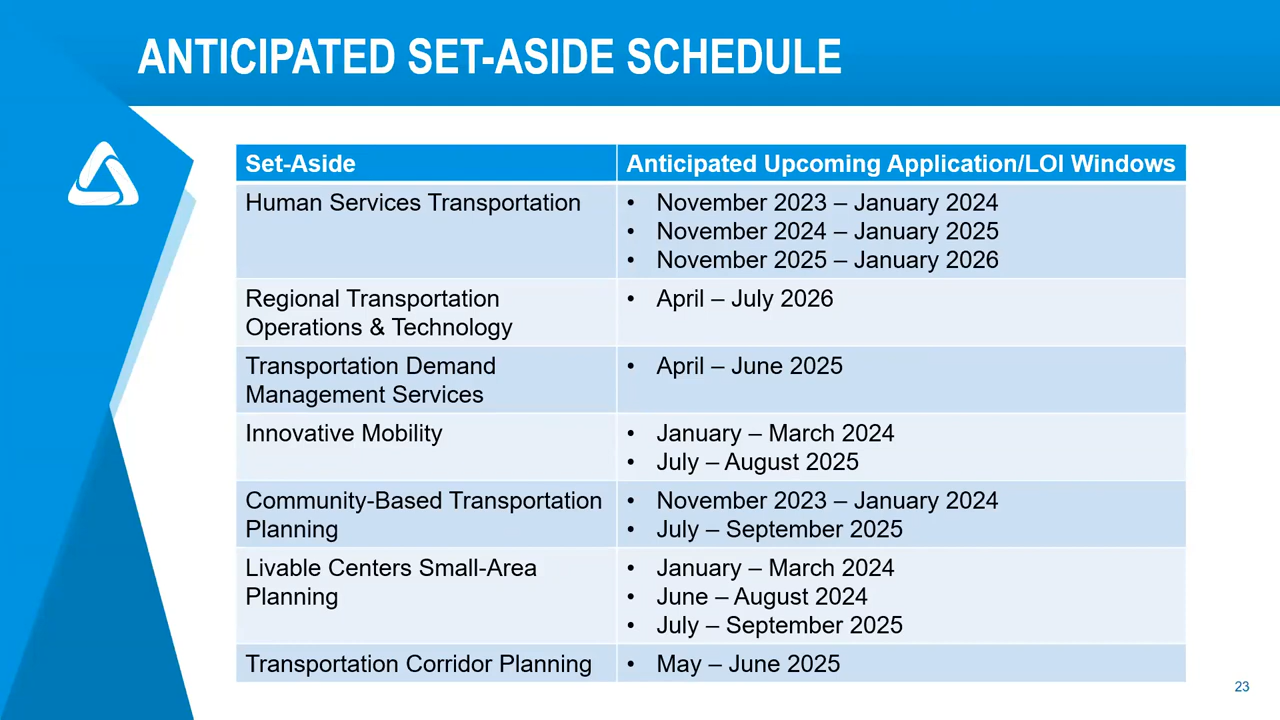 ANTICIPATED SET-ASIDE SCHEDULE
Set-Aside
Anticipated Upcoming Application/LOI Windows
Human Services Transportation
• November 2023 – January 2024
• November 2024 – January 2025
• November 2025 – January 2026
Regional Transportation
Operations & Technology
• April – July 2026
Transportation Demand
Management Services
• April – June 2025
Innovative Mobility
• January – March 2024
• July – August 2025
Community-Based Transportation
Planning
• November 2023 – January 2024
• July – September 2025
Livable Centers Small-Area
Planning
• January – March 2024
• June – August 2024
• July – September 2025
Transportation Corridor Planning
• May – June 2025
23